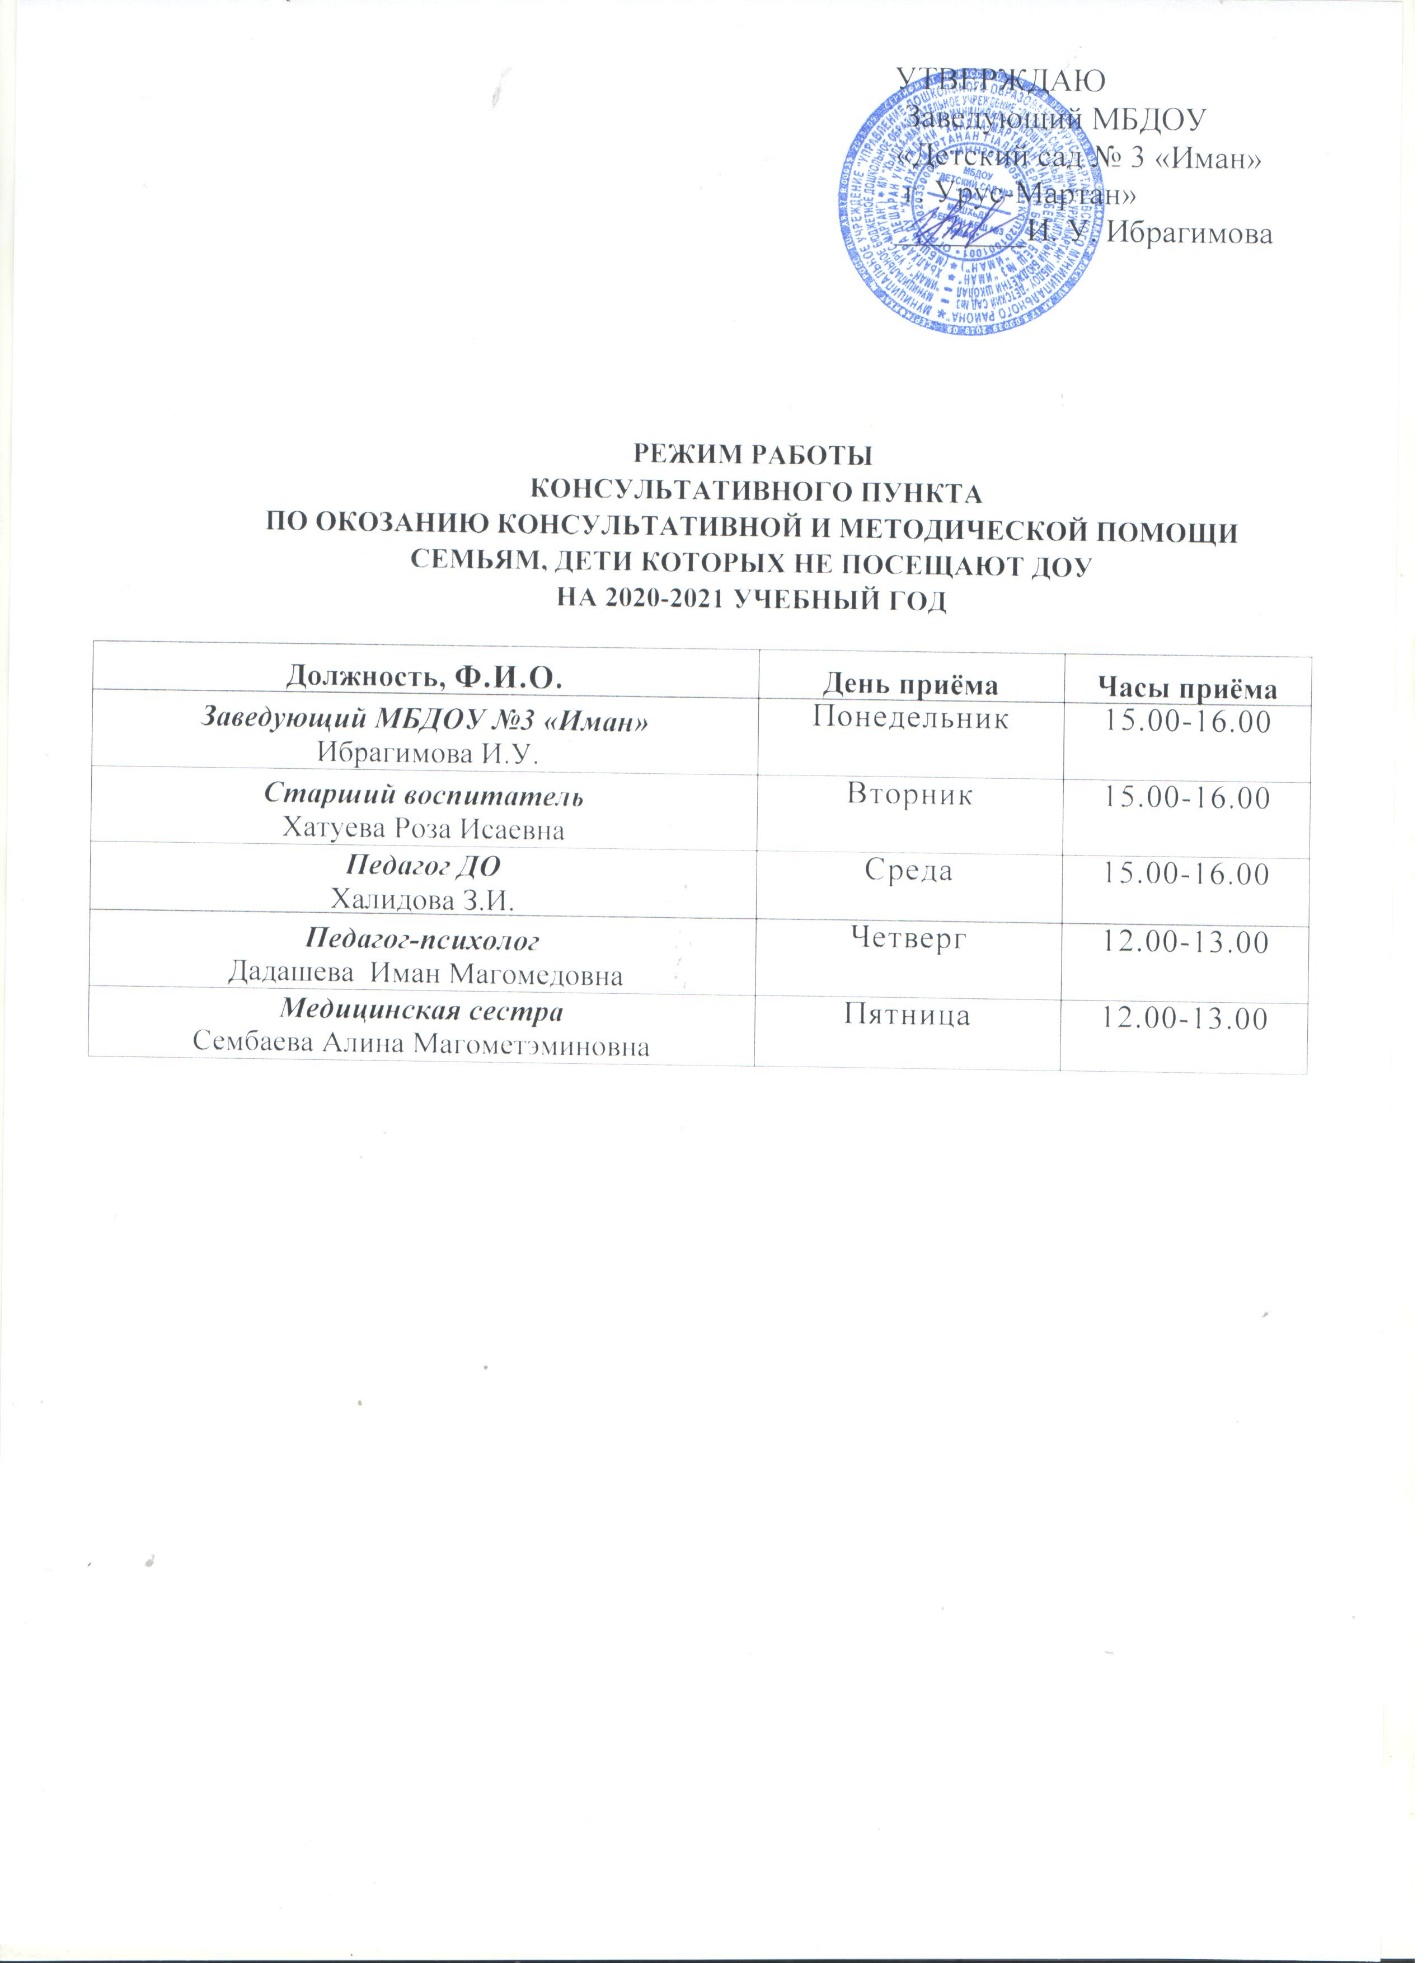 УТВЕРЖДАЮ
Заведующий МБДОУ
«Детский сад № 3 «Иман»
г. Урус-Мартан»
И. У. Ибрагимова
МБДОУ
РЕЖИМ РАБОТЫ
КОНСУЛЬТАТИВНОГО ПУНКТА
ПО ОКОЗАНИЮ КОНСУЛЬТАТИВНОЙ И МЕТОДИЧЕСКОЙ ПОМОЩИ
СЕМЬЯМ, ДЕТИ КОТОРЫХ НЕ ПОСЕЩАЮТ ДОУ
НА 2020-2021 УЧЕБНЫЙ ГОД
Должность, Ф.И.О. День приёма Часы приёма
Заведующий МБДОУ №3 «Иман» Понедельник 15.00-16.00
Ибрагимова И.У.
Старший воспитатель Вторник 15.00-16.00
Хатуева Роза Исаевна
Педагог ДО Среда 15.00-16.00
Халидова З.И.
Педагог-психолог Четверг 12.00-13.00
Дадашева Иман Магомедовна
Медицинская сестра Пятница 12.00-13.00
Сембаева Алина Магометэминовна